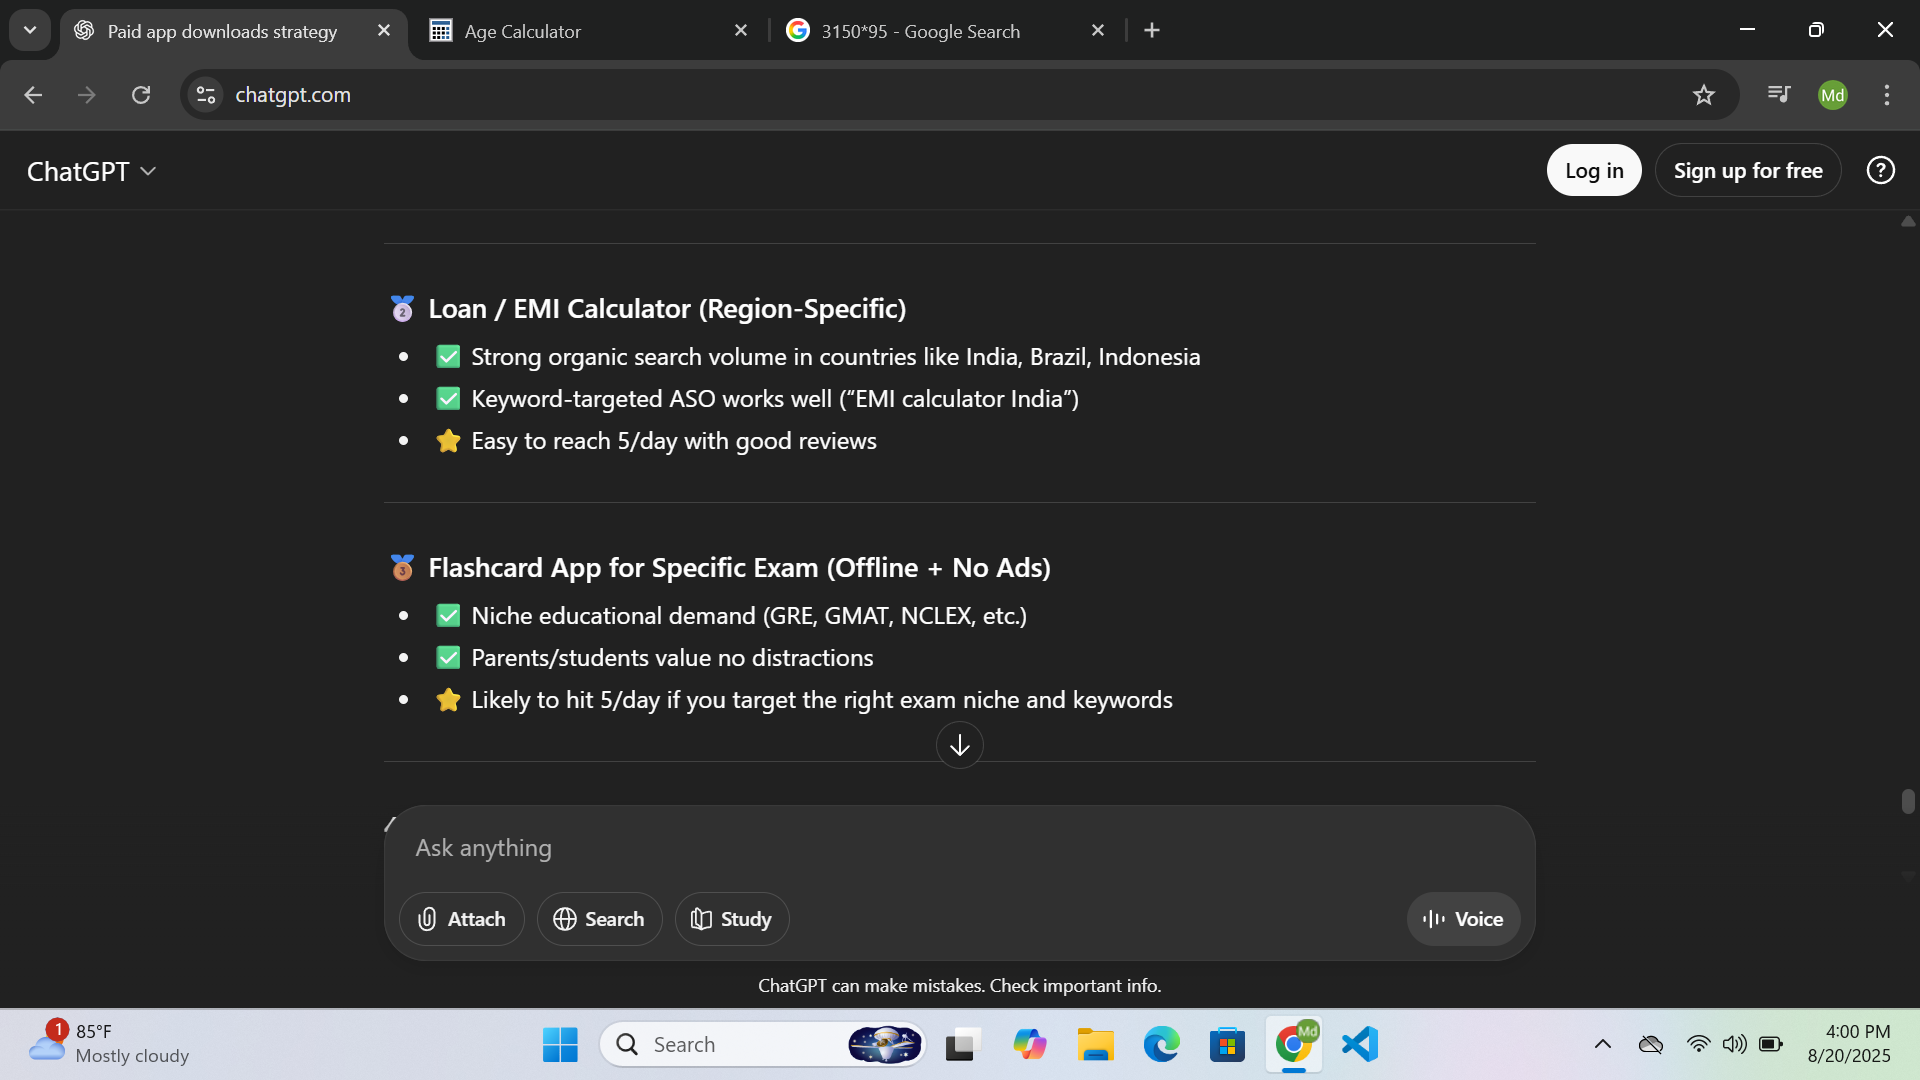 Paid app downloads strategy
Age Calculator
3150*95 - Google Search
chatgpt.com
Md
ChatGPT
Log in
Sign up for free
?
2 Loan / EMI Calculator (Region-Specific)
Strong organic search volume in countries like India, Brazil, Indonesia
Keyword-targeted ASO works well (“EMI calculator India”)
Easy to reach 5/day with good reviews
3 Flashcard App for Specific Exam (Offline + No Ads)
Niche educational demand (GRE, GMAT, NCLEX, etc.)
Parents/students value no distractions
Likely to hit 5/day if you target the right exam niche and keywords
Ask anything
Attach
Search
Study
Voice
ChatGPT can make mistakes. Check important info.
1
85°F
Mostly cloudy
Search
Md
4:00 PM
8/20/2025